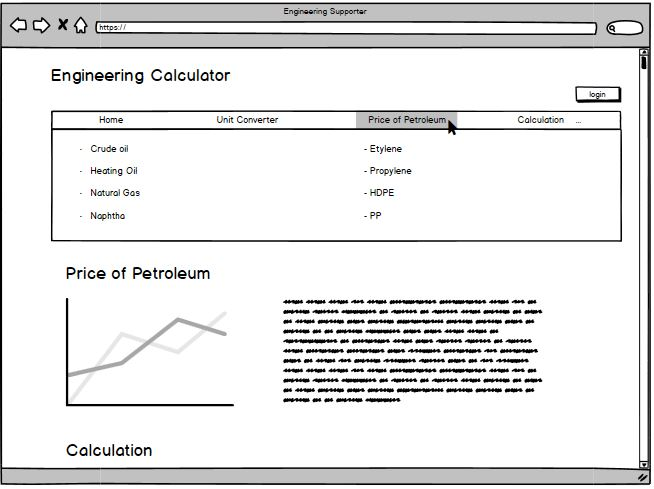 Engineering Supporter
https://
Engineering Calculator
login
Home Unit Converter Price of Petroleum Calculation ...
- Crude oil - Etylene
- Heating Oil - Propylene
- Natural Gas - HDPE
- Naphtha - PP
Price of Petroleum
Calculation